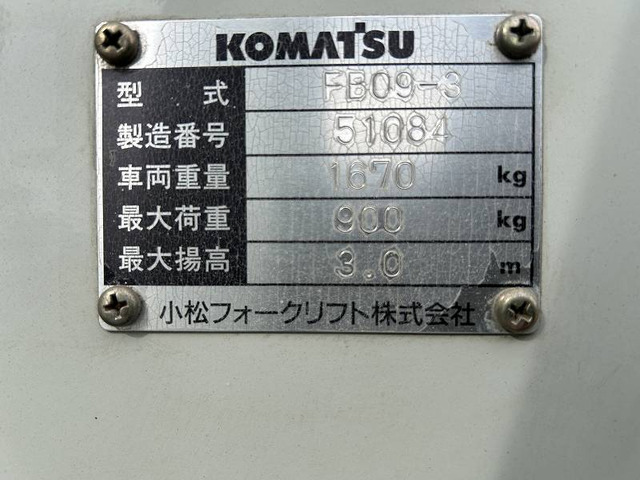 KOMATSU
型式 FB09-3
製造番号 51084
車両重量 1670 kg
最大荷重 900 kg
最大揚高 3.0 m
小松フォークリフト株式会社